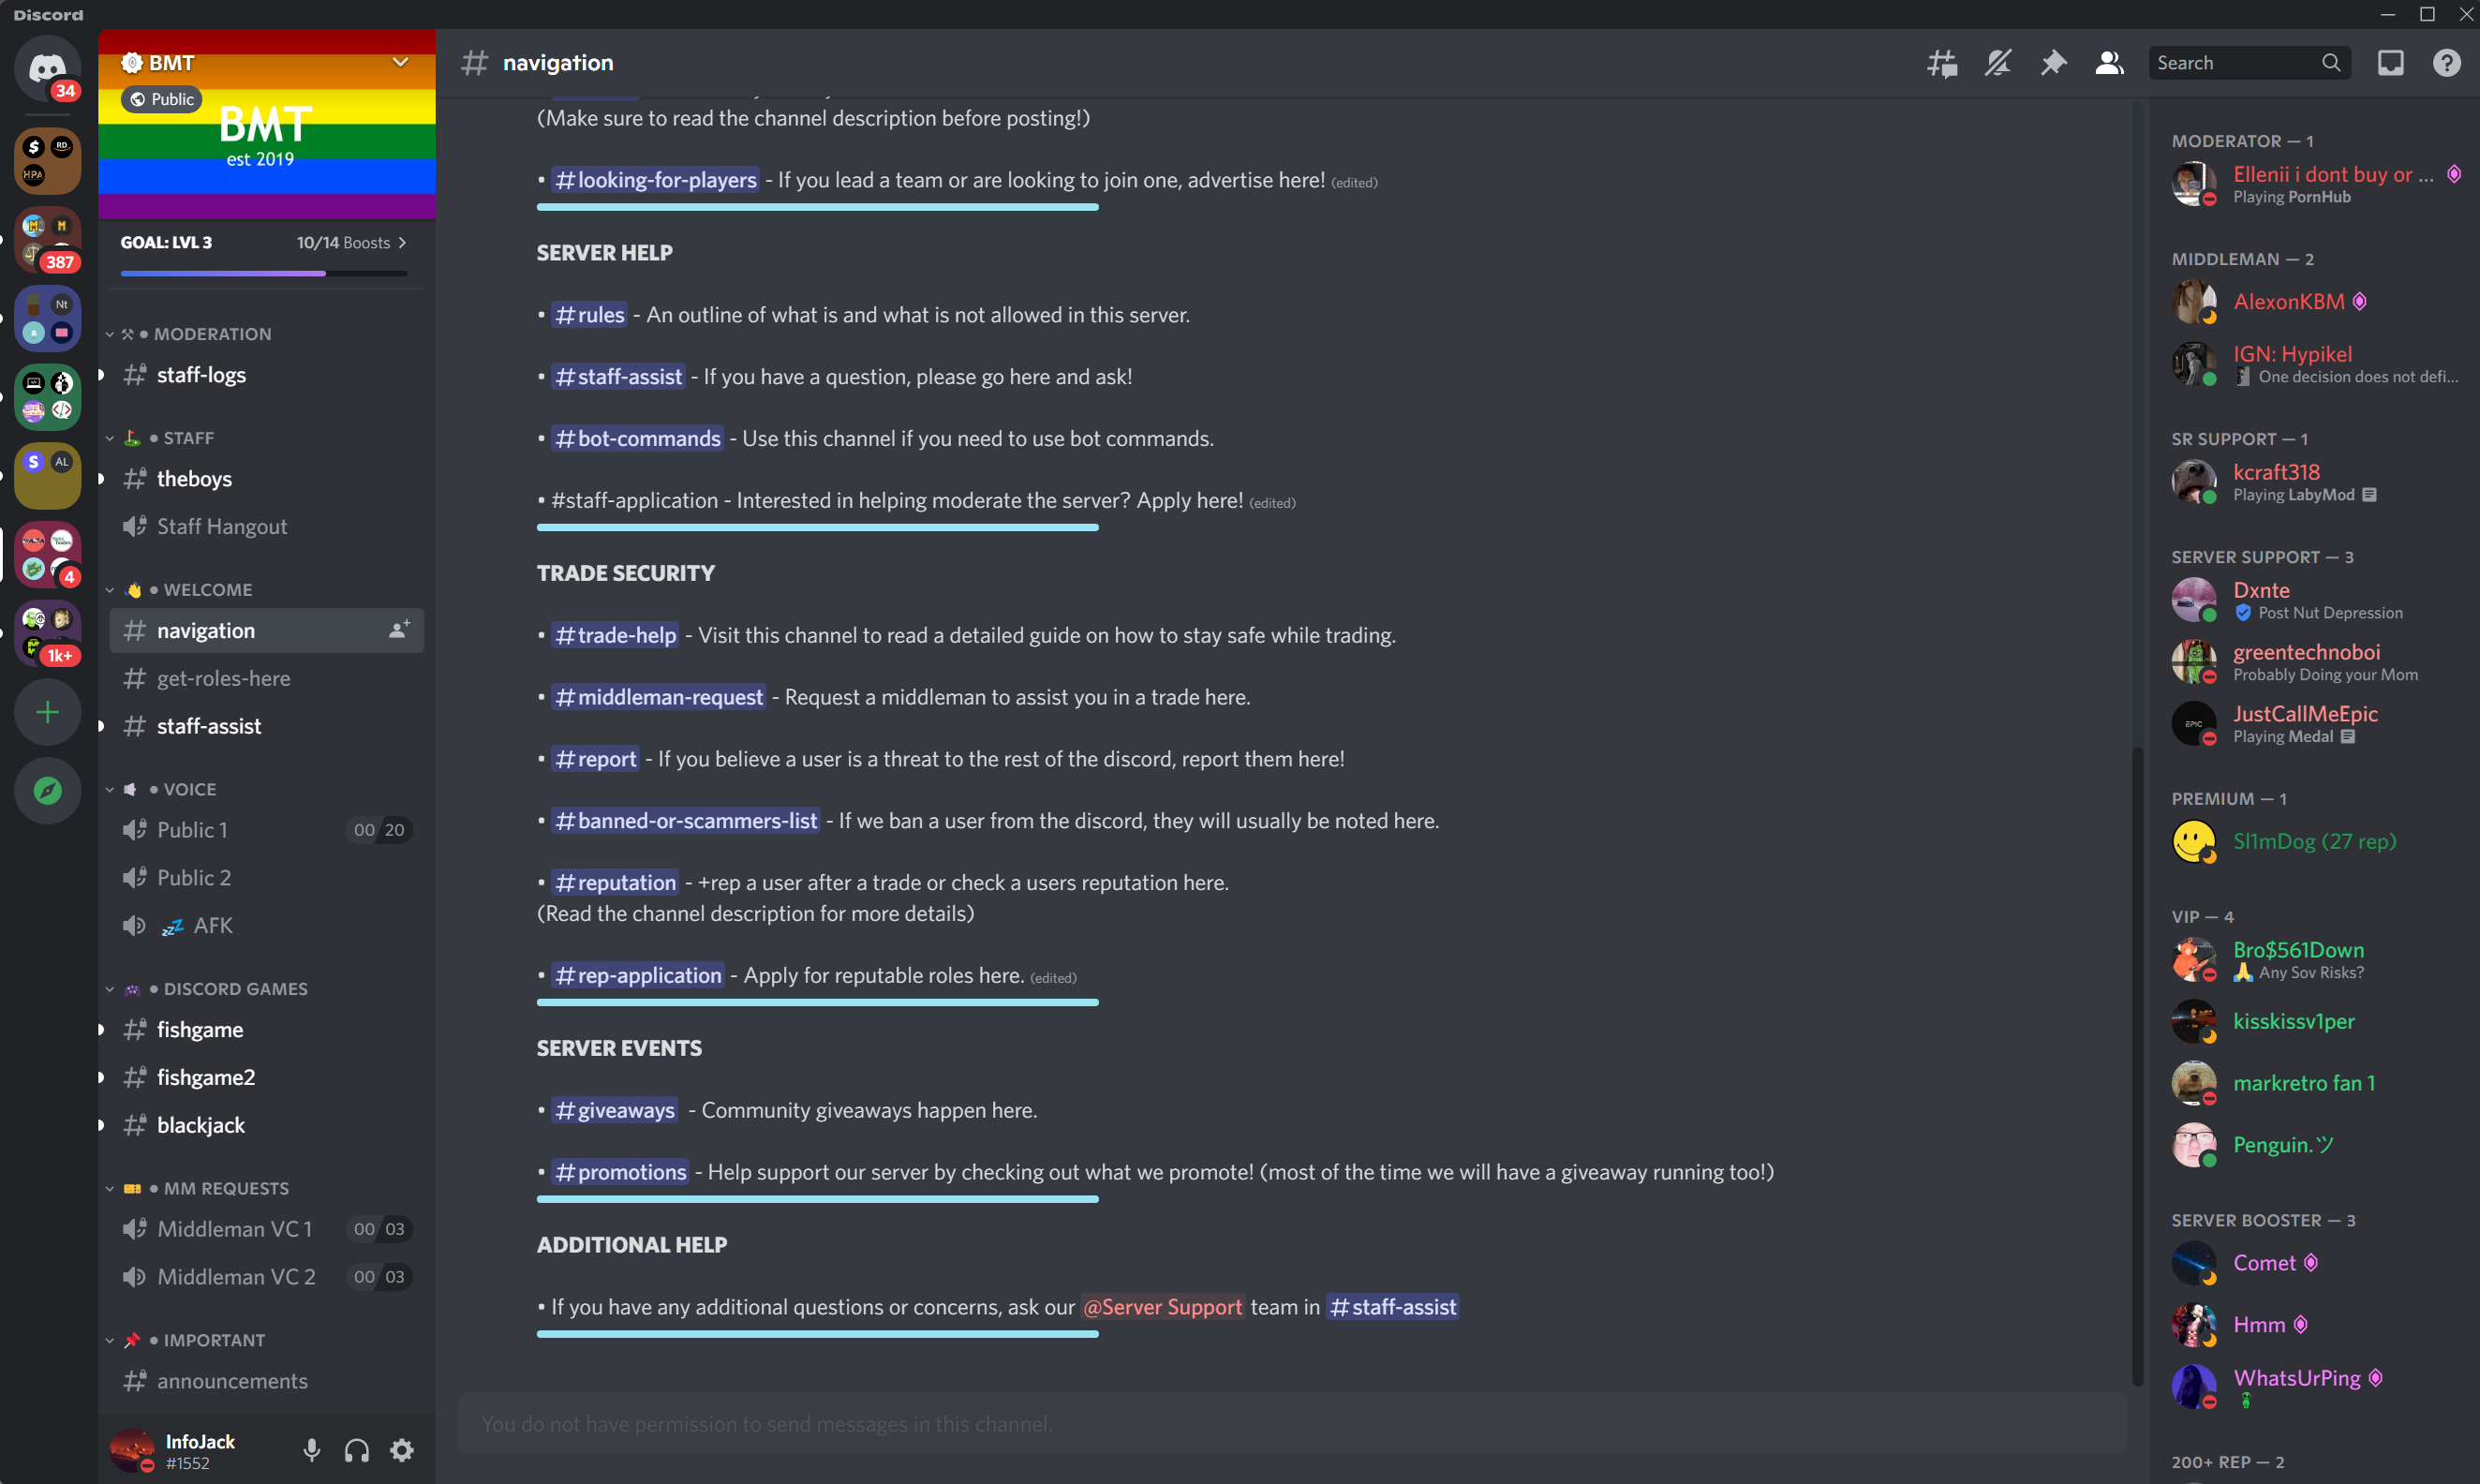 Discord
34
RD
HPA
387
Nt
S AL
4
1k+
BMT
Public
BMT
est 2019
GOAL: LVL 3 10/14 Boosts
MODERATION
staff-logs
STAFF
theboys
Staff Hangout
WELCOME
navigation
get-roles-here
staff-assist
VOICE
Public 1 00 20
Public 2
💤 AFK
DISCORD GAMES
fishgame
fishgame2
blackjack
MM REQUESTS
Middleman VC 1 00 03
Middleman VC 2 00 03
IMPORTANT
announcements
InfoJack
#1552
# navigation
Search
(Make sure to read the channel description before posting!)
• #looking-for-players - If you lead a team or are looking to join one, advertise here! (edited)
SERVER HELP
• #rules - An outline of what is and what is not allowed in this server.
• #staff-assist - If you have a question, please go here and ask!
• #bot-commands - Use this channel if you need to use bot commands.
• #staff-application - Interested in helping moderate the server? Apply here! (edited)
TRADE SECURITY
• #trade-help - Visit this channel to read a detailed guide on how to stay safe while trading.
• #middleman-request - Request a middleman to assist you in a trade here.
• #report - If you believe a user is a threat to the rest of the discord, report them here!
• #banned-or-scammers-list - If we ban a user from the discord, they will usually be noted here.
• #reputation - +rep a user after a trade or check a users reputation here.
(Read the channel description for more details)
• #rep-application - Apply for reputable roles here. (edited)
SERVER EVENTS
• #giveaways - Community giveaways happen here.
• #promotions - Help support our server by checking out what we promote! (most of the time we will have a giveaway running too!)
ADDITIONAL HELP
• If you have any additional questions or concerns, ask our @Server Support team in #staff-assist
You do not have permission to send messages in this channel.
MODERATOR — 1
Ellenii i dont buy or ...
Playing PornHub
MIDDLEMAN — 2
AlexonKBM
IGN: Hypikel
One decision does not defi...
SR SUPPORT — 1
kcraft318
Playing LabyMod
SERVER SUPPORT — 3
Dxnte
Post Nut Depression
greentechnoboi
Probably Doing your Mom
EPIC
JustCallMeEpic
Playing Medal
PREMIUM — 1
Sl1mDog (27 rep)
VIP — 4
Bro$561Down
🙏 Any Sov Risks?
kisskissv1per
markretro fan 1
Penguin.ツ
SERVER BOOSTER — 3
Comet
Hmm
WhatsUrPing
200+ REP — 2